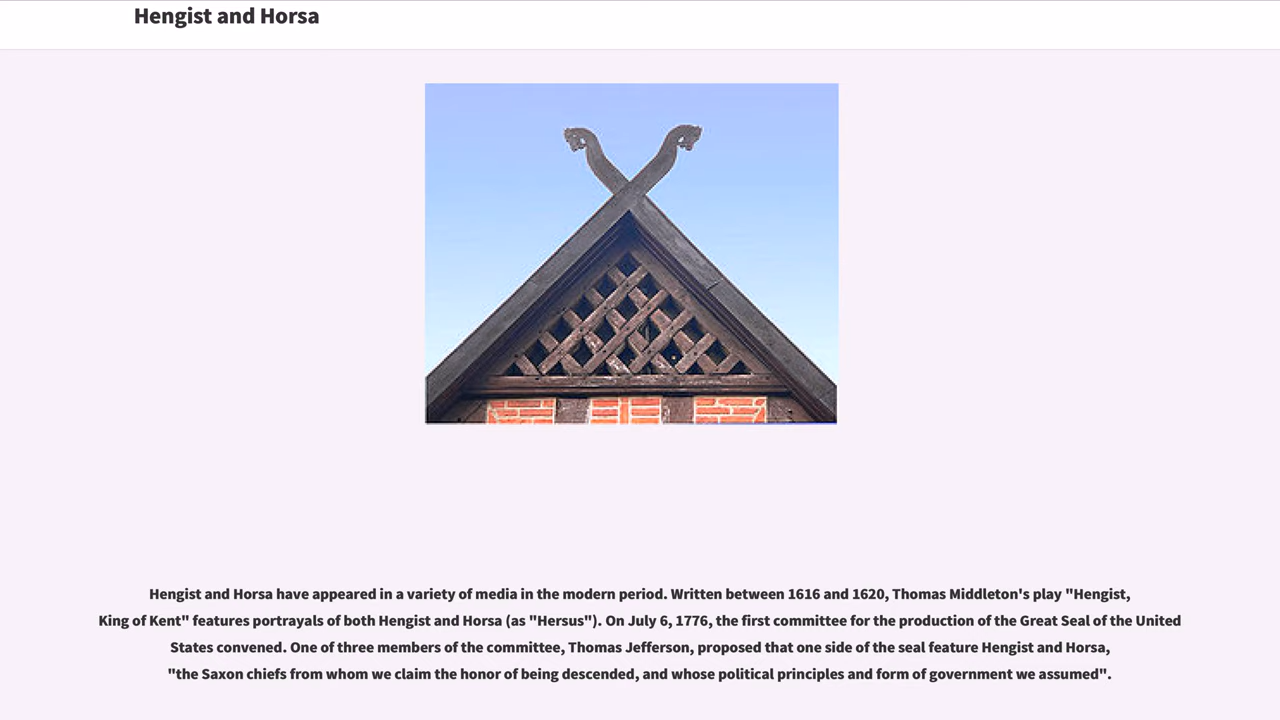 Hengist and Horsa
Hengist and Horsa have appeared in a variety of media in the modern period. Written between 1616 and 1620, Thomas Middleton's play "Hengist,
King of Kent" features portrayals of both Hengist and Horsa (as "Hersus"). On July 6, 1776, the first committee for the production of the Great Seal of the United
States convened. One of three members of the committee, Thomas Jefferson, proposed that one side of the seal feature Hengist and Horsa,
"the Saxon chiefs from whom we claim the honor of being descended, and whose political principles and form of government we assumed".